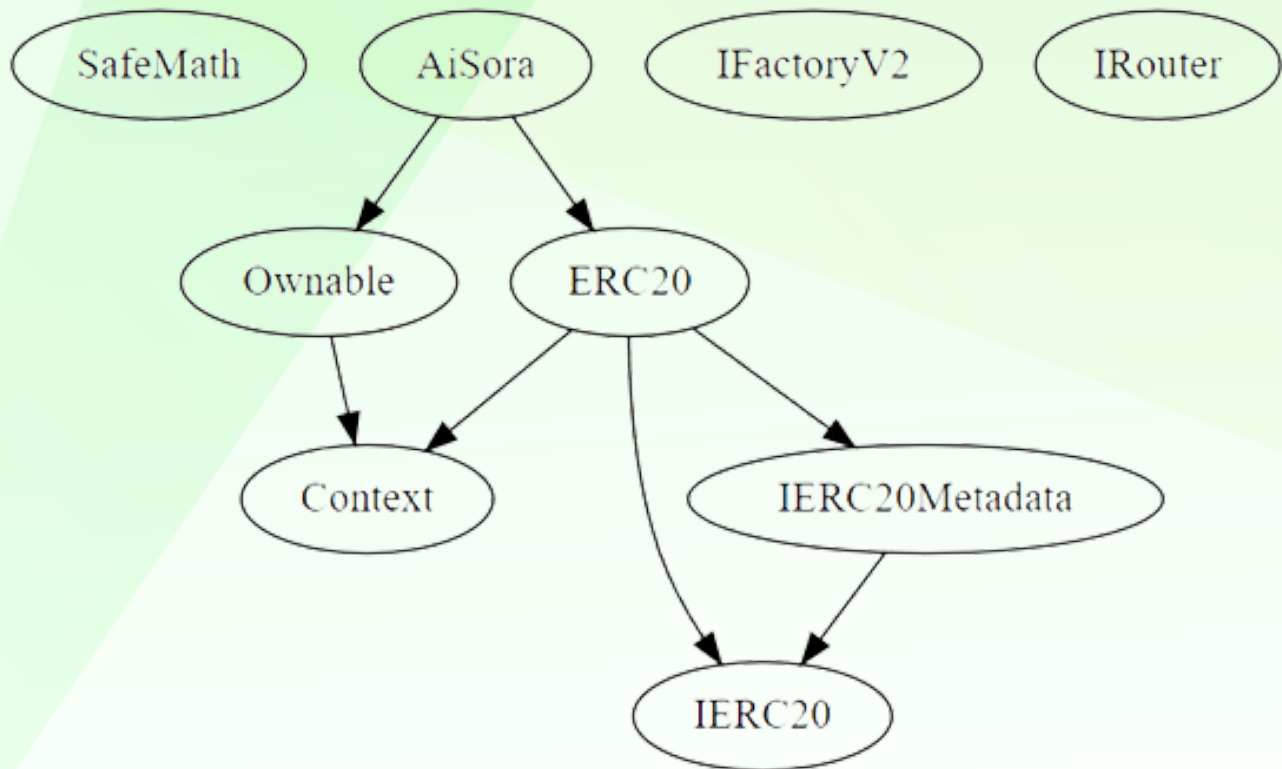 SafeMath
AiSora
IFactoryV2
IRouter
Ownable
ERC20
Context
IERC20Metadata
IERC20